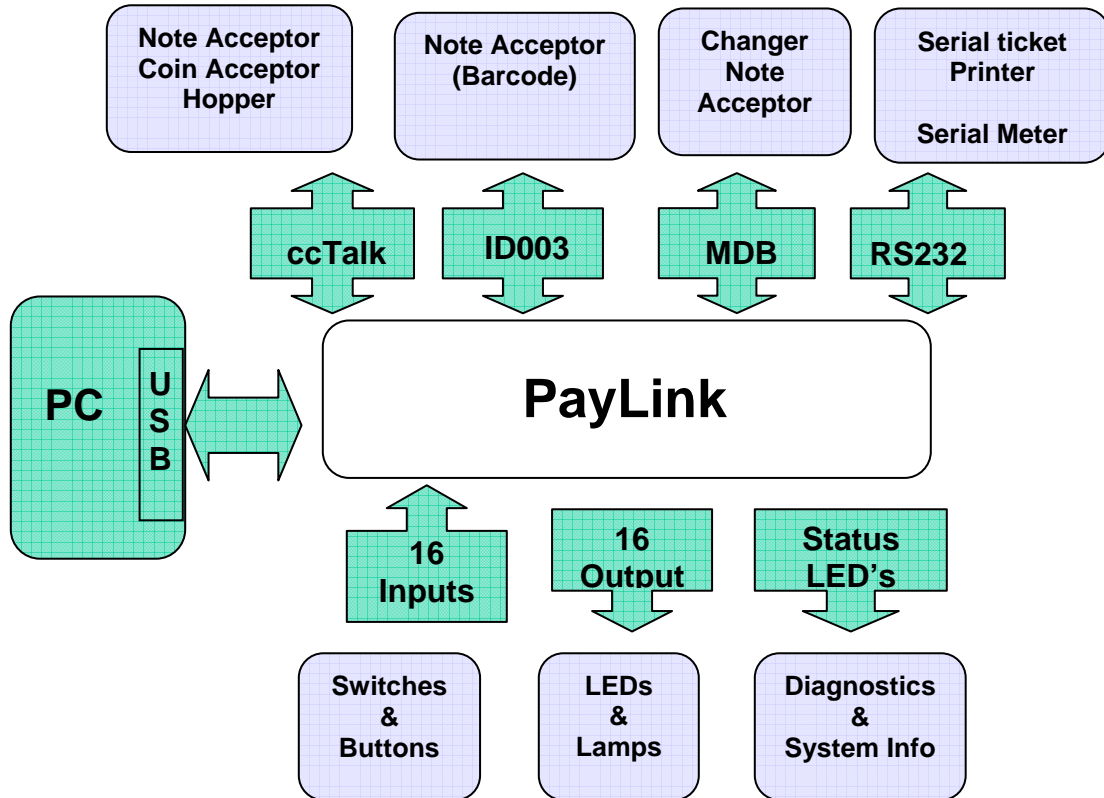 Note Acceptor
Coin Acceptor
Hopper
Note Acceptor
(Barcode)
Changer
Note
Acceptor
Serial ticket
Printer
Serial Meter
ccTalk
ID003
MDB
RS232
PC
U
S
B
PayLink
16
Inputs
16
Output
Status
LED's
Switches
&
Buttons
LEDs
&
Lamps
Diagnostics
&
System Info